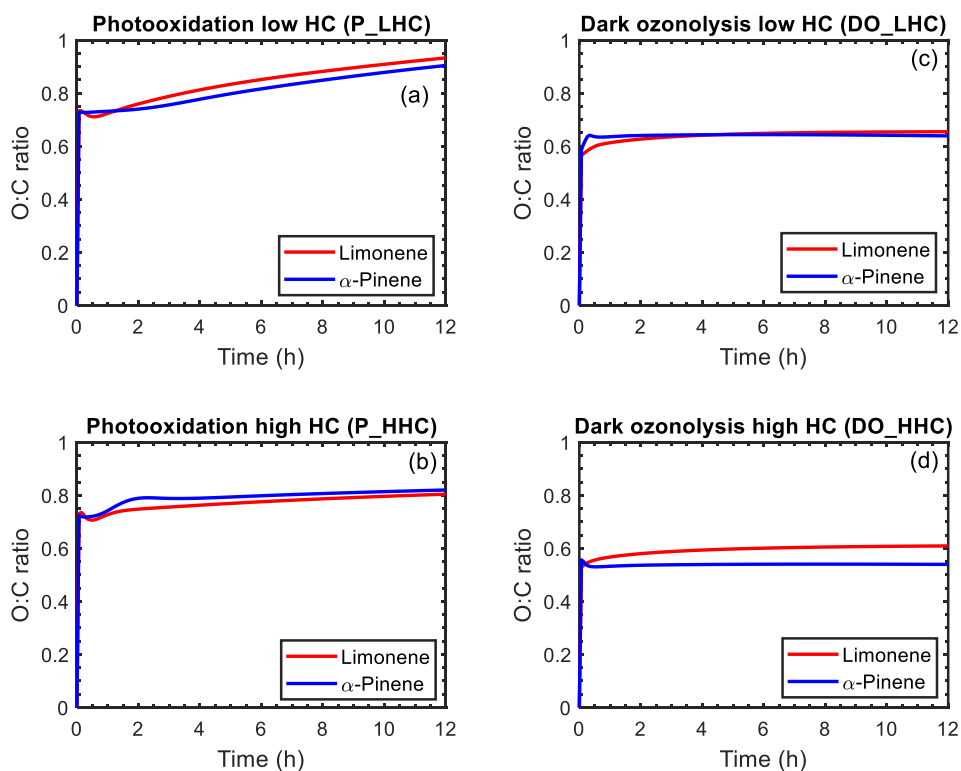 Photooxidation low HC (P_LHC)
1
0.8
0.6
0.4
0.2
0
O:C ratio
(a)
Limonene
α-Pinene
0 2 4 6 8 10 12
Time (h)
Dark ozonolysis low HC (DO_LHC)
1
0.8
0.6
0.4
0.2
0
O:C ratio
(c)
Limonene
α-Pinene
0 2 4 6 8 10 12
Time (h)
Photooxidation high HC (P_HHC)
1
0.8
0.6
0.4
0.2
0
O:C ratio
(b)
Limonene
α-Pinene
0 2 4 6 8 10 12
Time (h)
Dark ozonolysis high HC (DO_HHC)
1
0.8
0.6
0.4
0.2
0
O:C ratio
(d)
Limonene
α-Pinene
0 2 4 6 8 10 12
Time (h)